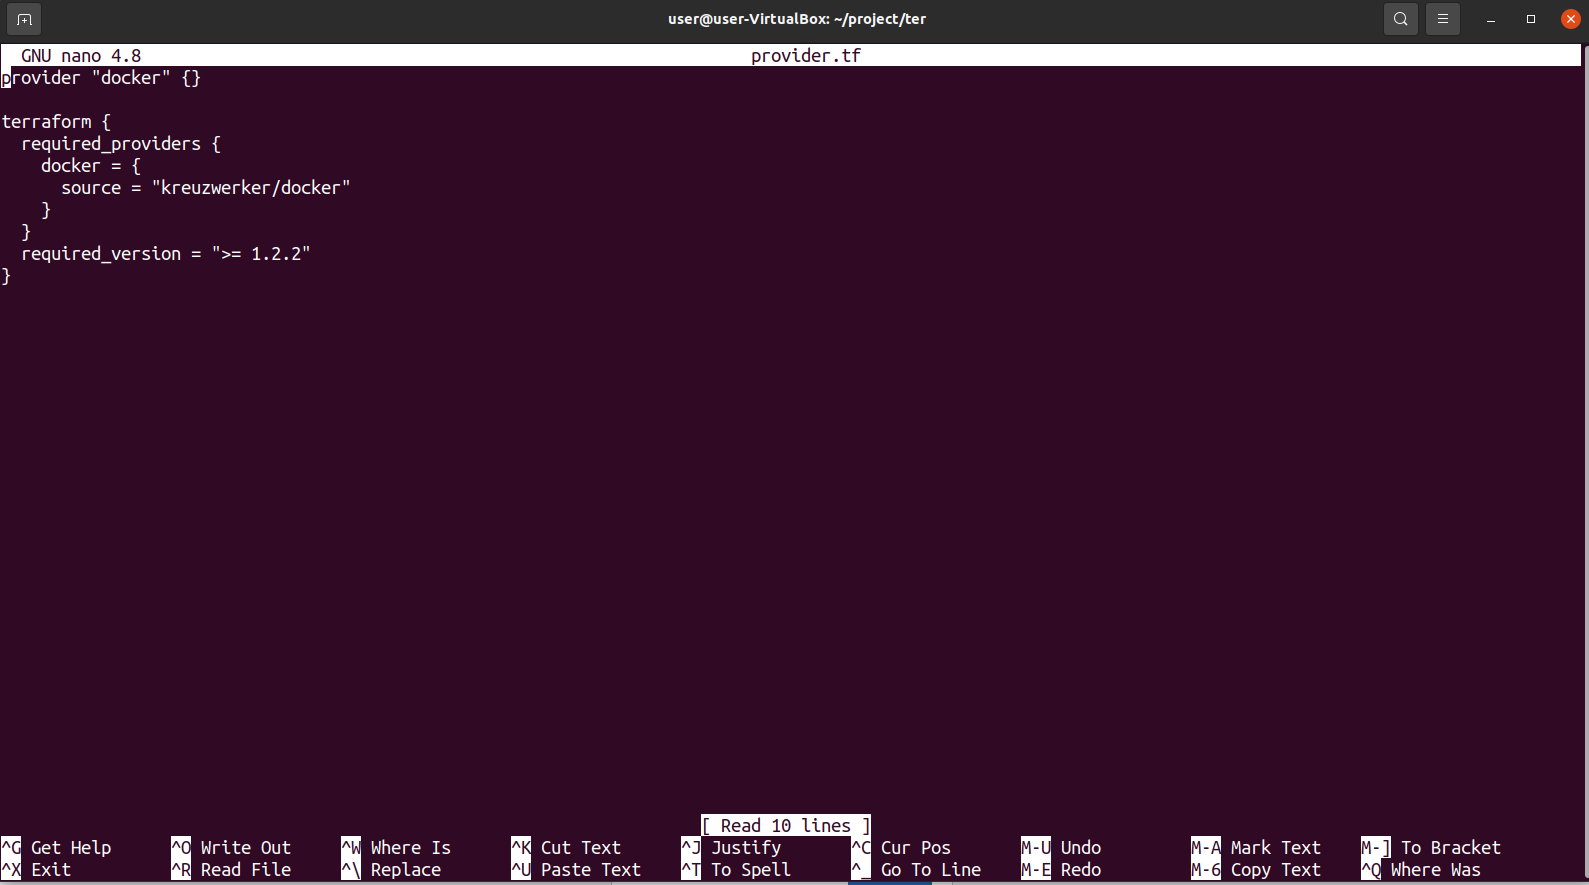 user@user-VirtualBox: ~/project/ter
GNU nano 4.8 provider.tf
provider "docker" {}
terraform {
  required_providers {
    docker = {
      source = "kreuzwerker/docker"
    }
  }
  required_version = ">= 1.2.2"
}
[ Read 10 lines ]
^G Get Help ^O Write Out ^W Where Is ^K Cut Text ^J Justify ^C Cur Pos M-U Undo M-A Mark Text M-] To Bracket
^X Exit ^R Read File ^\ Replace ^U Paste Text ^T To Spell ^_ Go To Line M-E Redo M-6 Copy Text ^Q Where Was